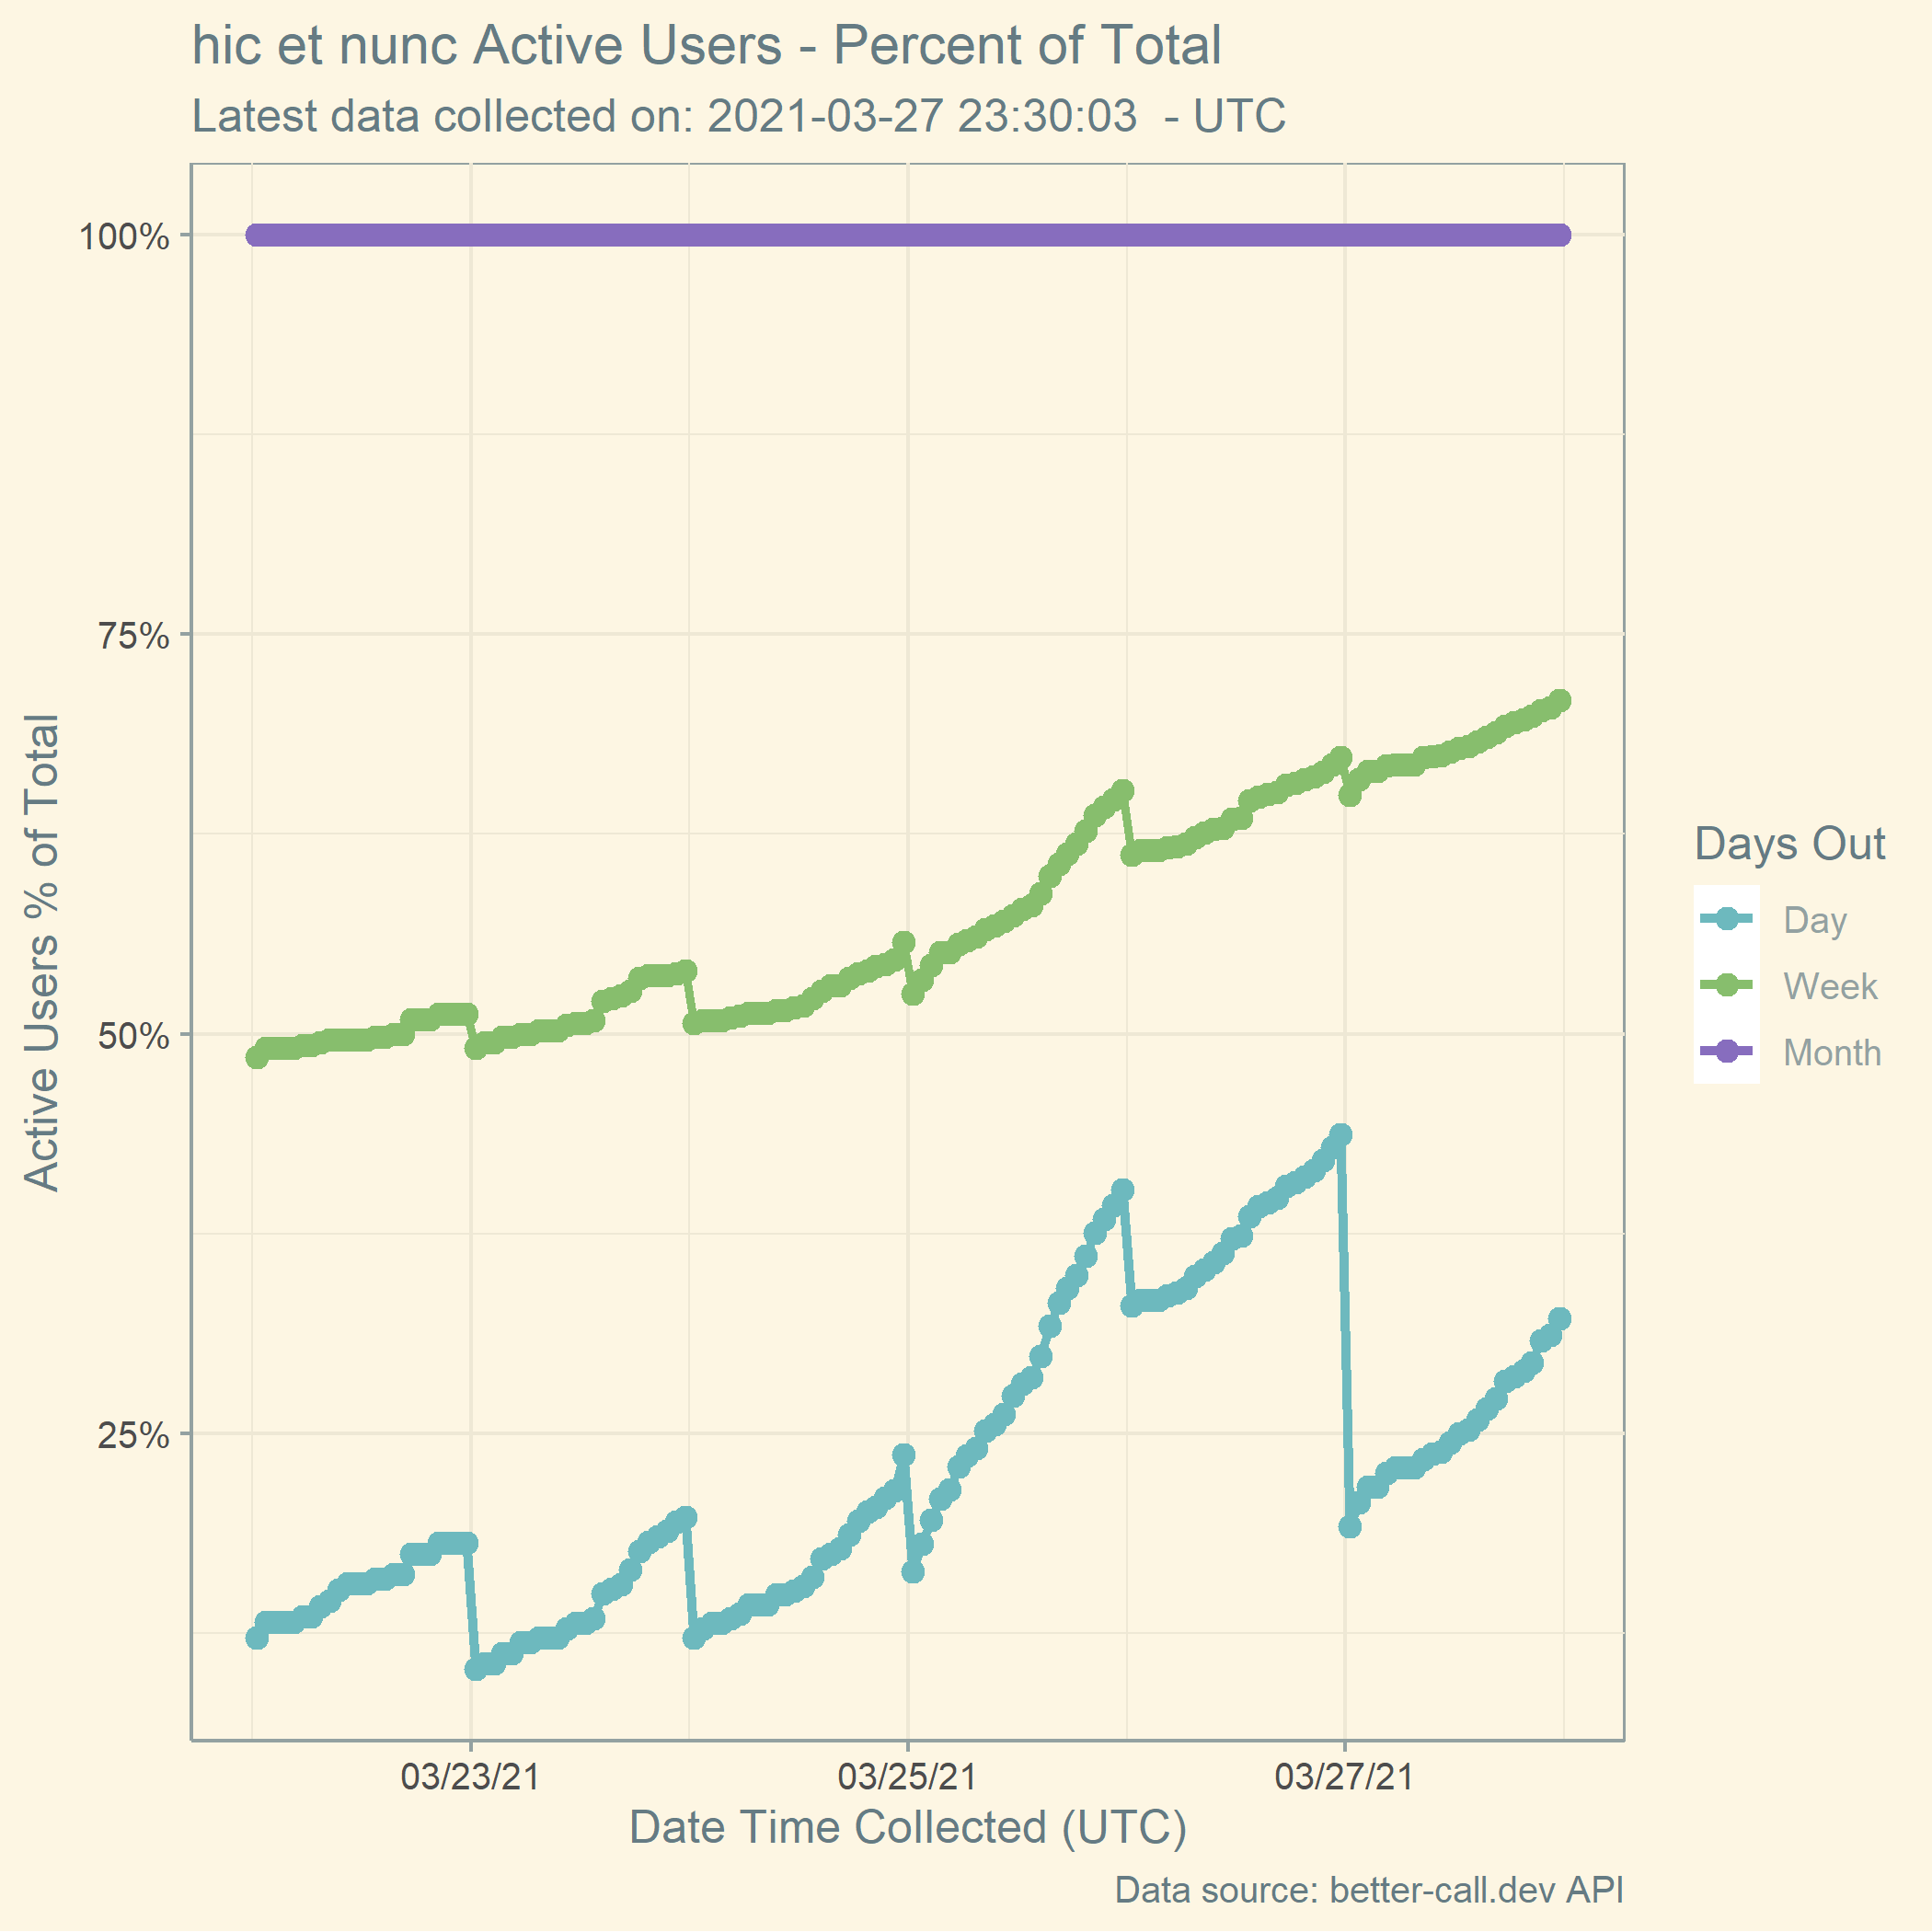 hic et nunc Active Users - Percent of Total
Latest data collected on: 2021-03-27 23:30:03  - UTC
100%
75%
50%
25%
Active Users % of Total
03/23/21
03/25/21
03/27/21
Date Time Collected (UTC)
Days Out
Day
Week
Month
Data source: better-call.dev API